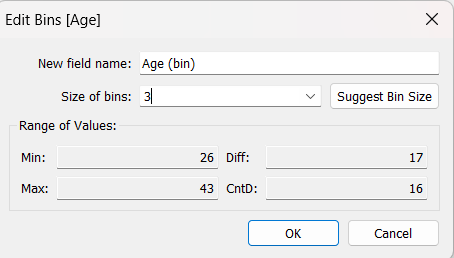 Edit Bins [Age]
New field name: Age (bin)
Size of bins: 3 Suggest Bin Size
Range of Values:
Min: 26 Diff: 17
Max: 43 CntD: 16
OK Cancel